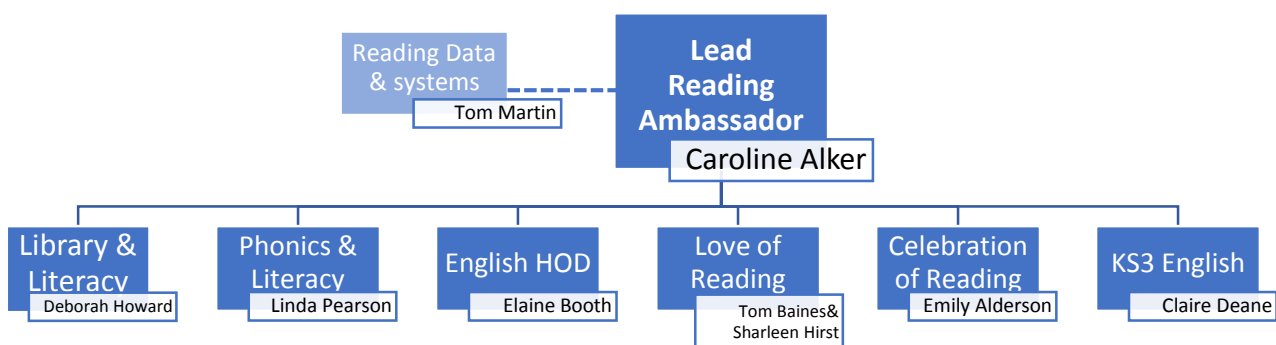 Reading Data
& systems
Tom Martin
Lead
Reading
Ambassador
Caroline Alker
Library &
Literacy
Deborah Howard
Phonics &
Literacy
Linda Pearson
English HOD
Elaine Booth
Love of
Reading
Tom Baines&
Sharleen Hirst
Celebration
of Reading
Emily Alderson
KS3 English
Claire Deane